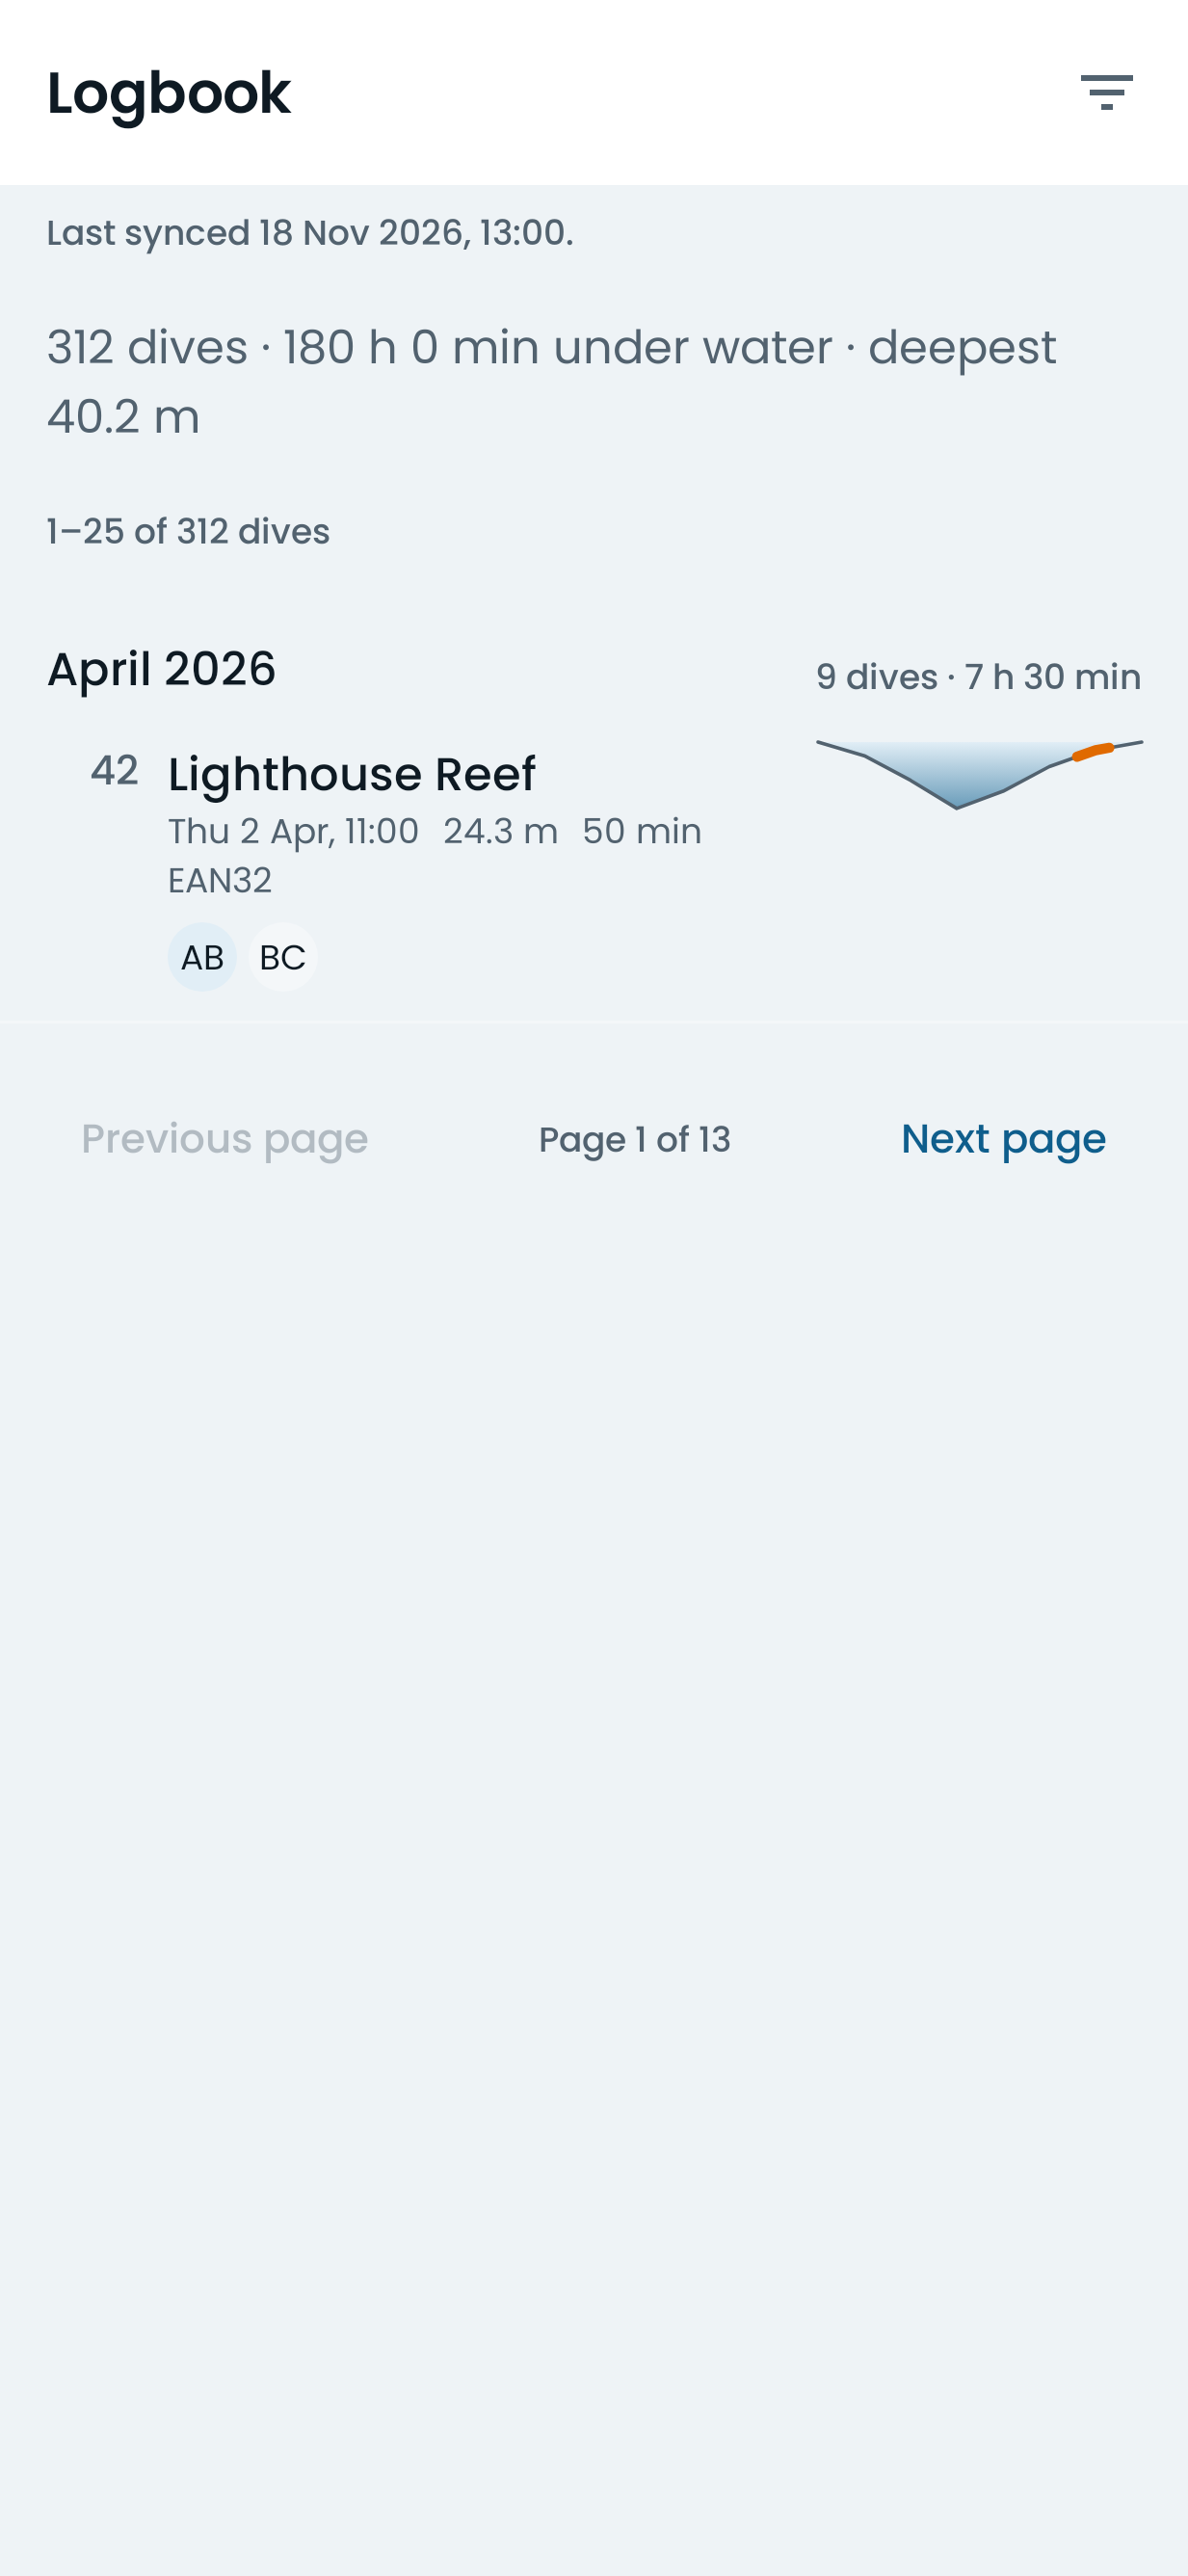 Logbook
Last synced 18 Nov 2026, 13:00.
312 dives · 180 h 0 min under water · deepest
40.2 m
1–25 of 312 dives
April 2026
9 dives · 7 h 30 min
42
Lighthouse Reef
Thu 2 Apr, 11:00 24.3 m 50 min
EAN32
AB BC
Previous page
Page 1 of 13
Next page